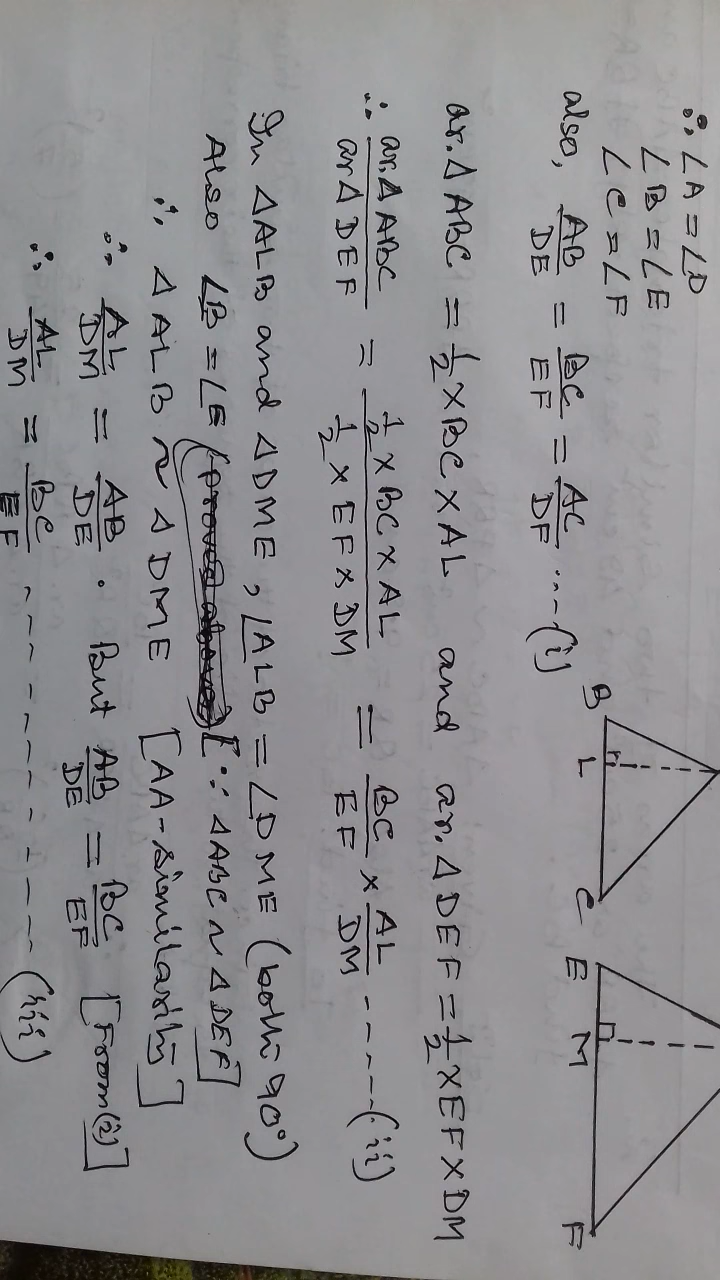 ∴ ∠A = ∠D
∠B = ∠E
∠C = ∠F
also, AB/DE = BC/EF = AC/DF ...-(i)
B L C
E M F
ar. ΔABC = 1/2 × BC × AL and ar. ΔDEF = 1/2 × EF × DM
∴ ar. ΔABC / ar ΔDEF = (1/2 × BC × AL) / (1/2 × EF × DM) = BC/EF × AL/DM -----(ii)
In ΔALB and ΔDME, ∠ALB = ∠DME (both 90°)
Also ∠B = ∠E [∵ ΔABC ~ ΔDEF]
∴ ΔALB ~ ΔDME [AA-similarity]
∴ AL/DM = AB/DE . But AB/DE = BC/EF [From (i)]
∴ AL/DM = BC/EF ----------- (iii)